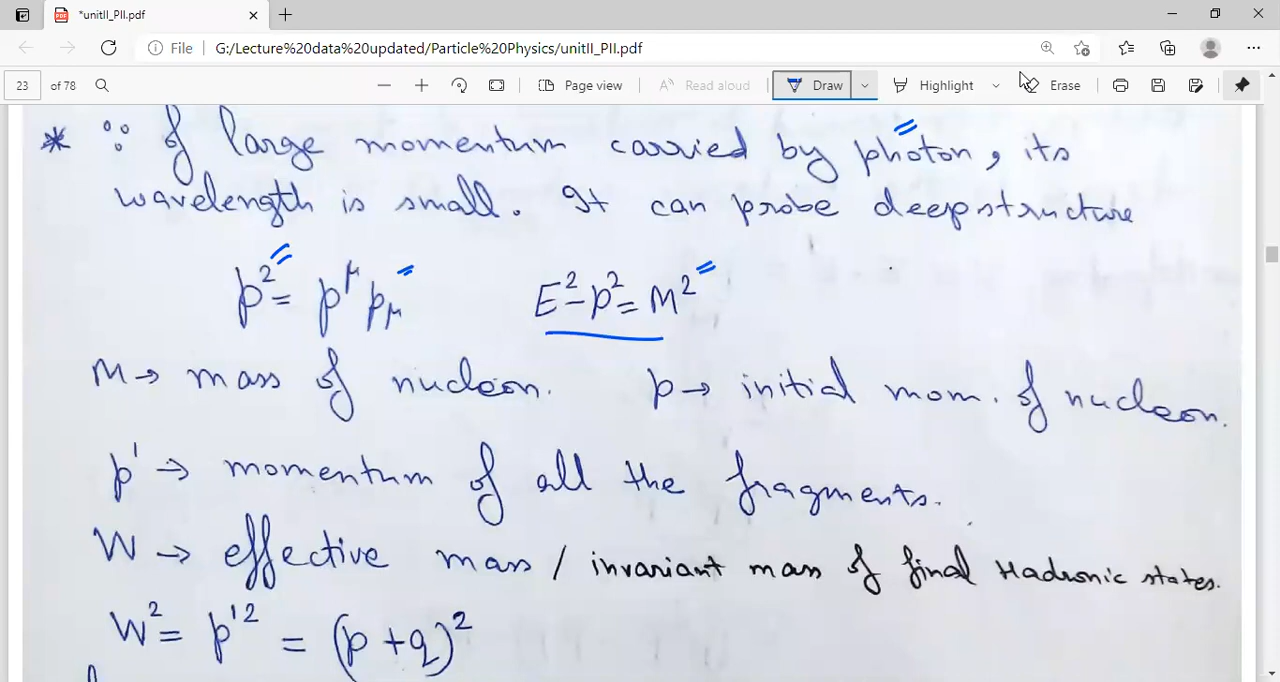 *unitII_PII.pdf
File G:/Lecture%20data%20updated/Particle%20Physics/unitII_PII.pdf
23 of 78 Page view Read aloud Draw Highlight Erase
* ∵ of large momentum carried by photon, its
wavelength is small. It can probe deep structure
p² = p^μ p_μ E² - p² = M²
M → mass of nucleon. p → initial mom. of nucleon.
p' → momentum of all the fragments.
W → effective mass / invariant mass of final Hadronic states.
W² = p'² = (p + q)²